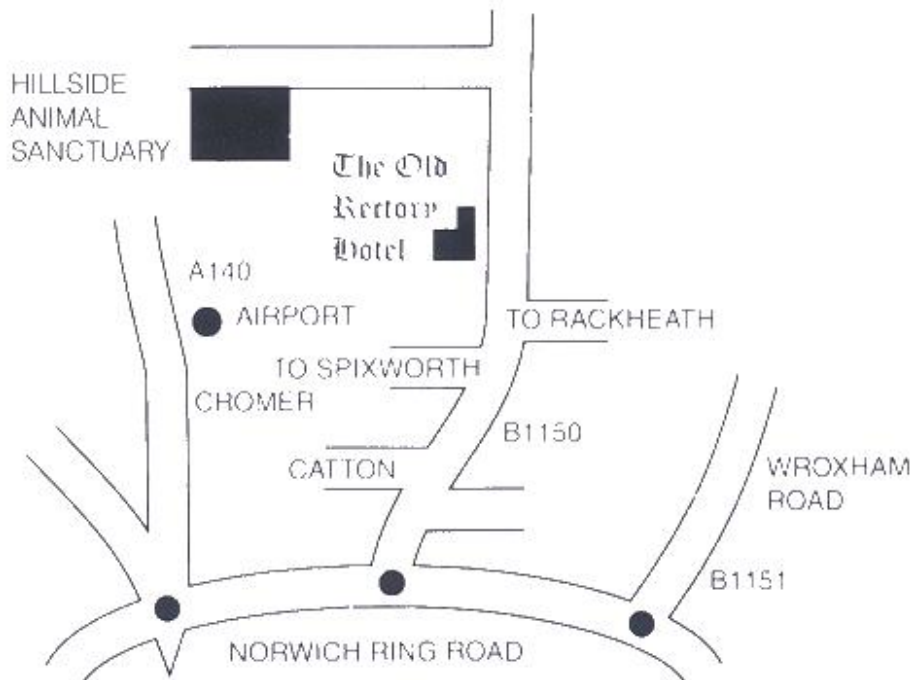 HILLSIDE
ANIMAL
SANCTUARY
The Old
Rectory
Hotel
A140
AIRPORT
TO RACKHEATH
TO SPIXWORTH
CROMER
B1150
CATTON
WROXHAM
ROAD
B1151
NORWICH RING ROAD